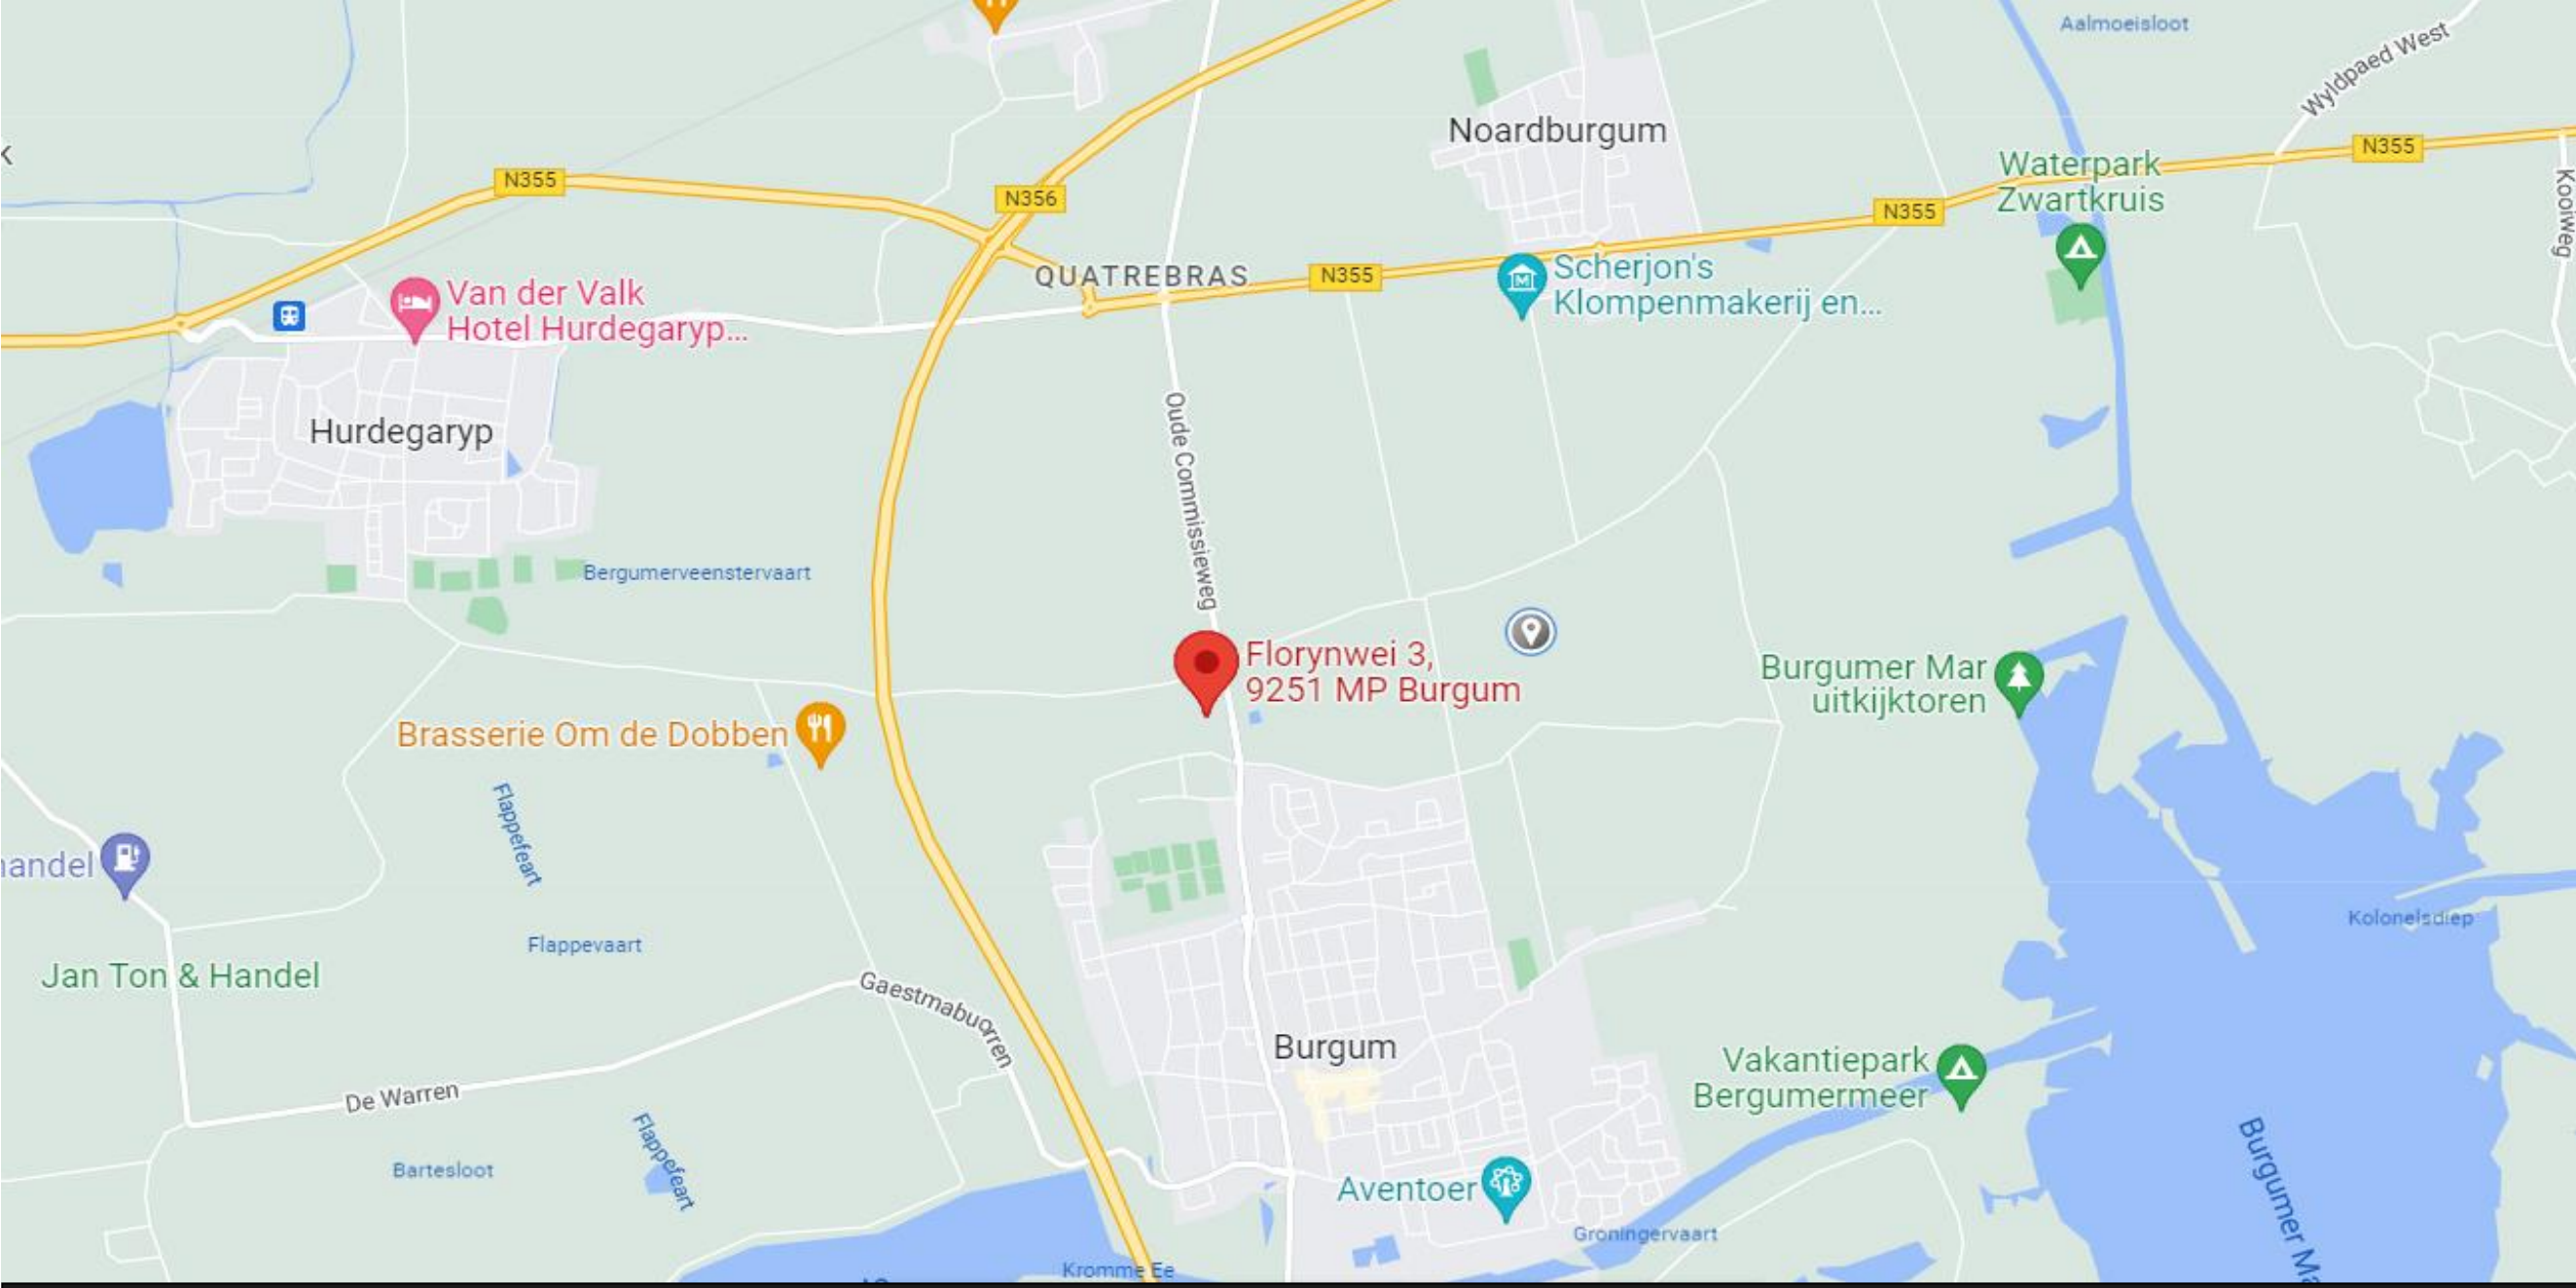 Aalmoeisloot
Wyldpaed West
Noardburgum
N355
Waterpark
Zwartkruis
N355
N356
N355
Kooiweg
QUATREBRAS
N355
Scherjon's
Klompenmakerij en...
Van der Valk
Hotel Hurdegaryp...
Hurdegaryp
Oude Commissieweg
Bergumerveenstervaart
Florynwei 3,
9251 MP Burgum
Burgumer Mar
uitkijktoren
Brasserie Om de Dobben
Flappefeart
handel
Kolonelsdiep
Flappevaart
Jan Ton & Handel
Gaestmabuorren
Burgum
Vakantiepark
Bergumermeer
De Warren
Flappefeart
Bartesloot
Burgumer Ma
Aventoer
Groningervaart
Kromme Ee